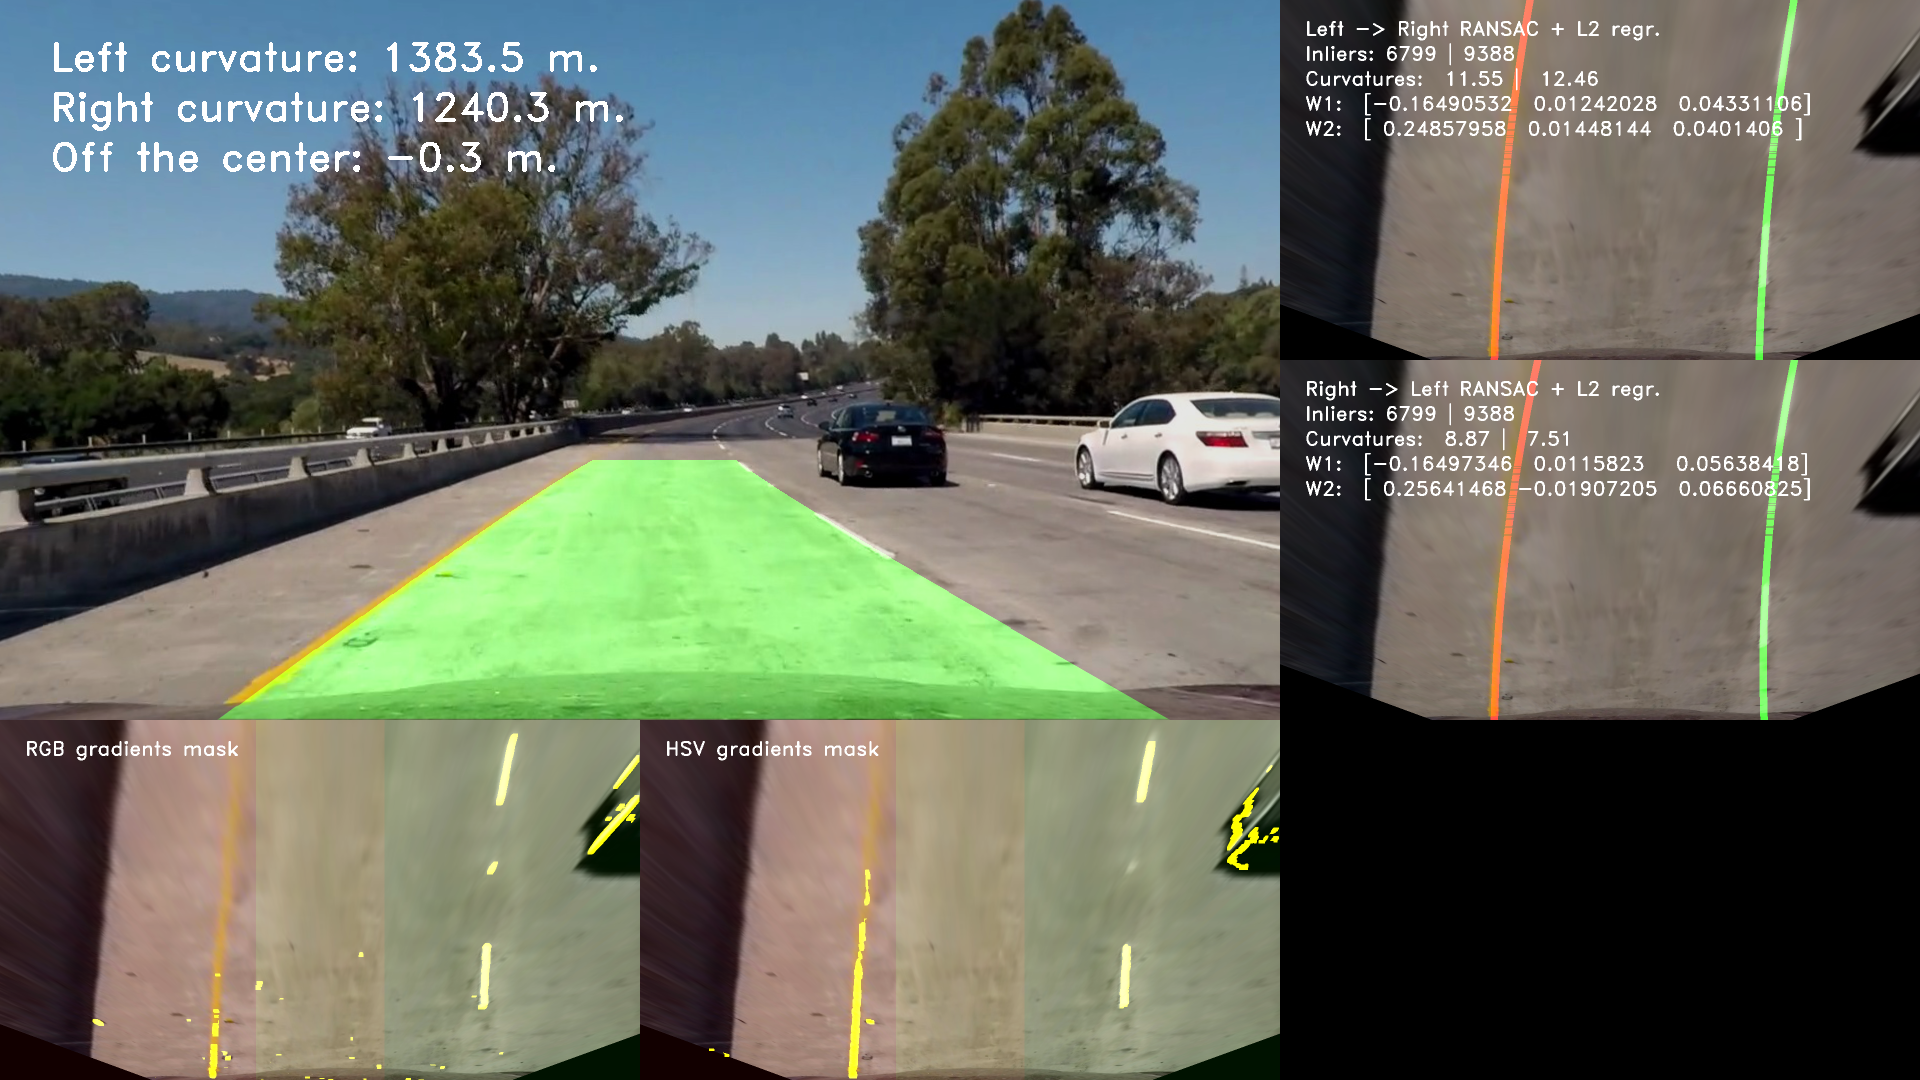 Left curvature: 1383.5 m.
Right curvature: 1240.3 m.
Off the center: -0.3 m.
Left -> Right RANSAC + L2 regr.
Inliers: 6799 | 9388
Curvatures: 11.55 | 12.46
W1: [-0.16490532 0.01242028 0.04331106]
W2: [ 0.24857958 0.01448144 0.0401406 ]
Right -> Left RANSAC + L2 regr.
Inliers: 6799 | 9388
Curvatures: 8.87 | 7.51
W1: [-0.16497346 0.0115823 0.05638418]
W2: [ 0.25641468 -0.01907205 0.06660825]
RGB gradients mask
HSV gradients mask